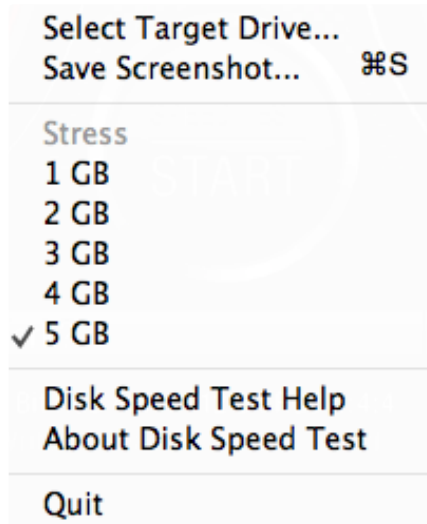 Select Target Drive...
Save Screenshot... ⌘S
Stress
1 GB
START
2 GB
3 GB
4 GB
✓ 5 GB
Disk Speed Test Help
About Disk Speed Test
Quit